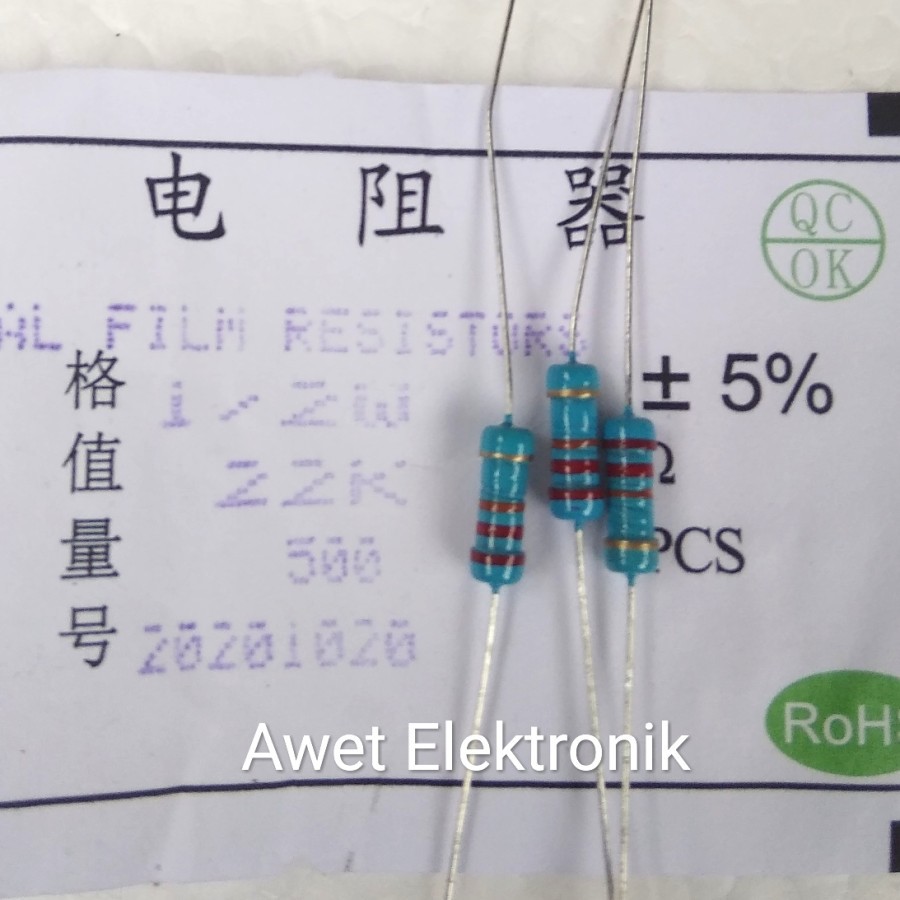 电 阻 器
QC
OK
AL FILM RESISTORS
格 1/2W ± 5%
值 22K Ω
量 500 PCS
号 20201020
RoHS
Awet Elektronik